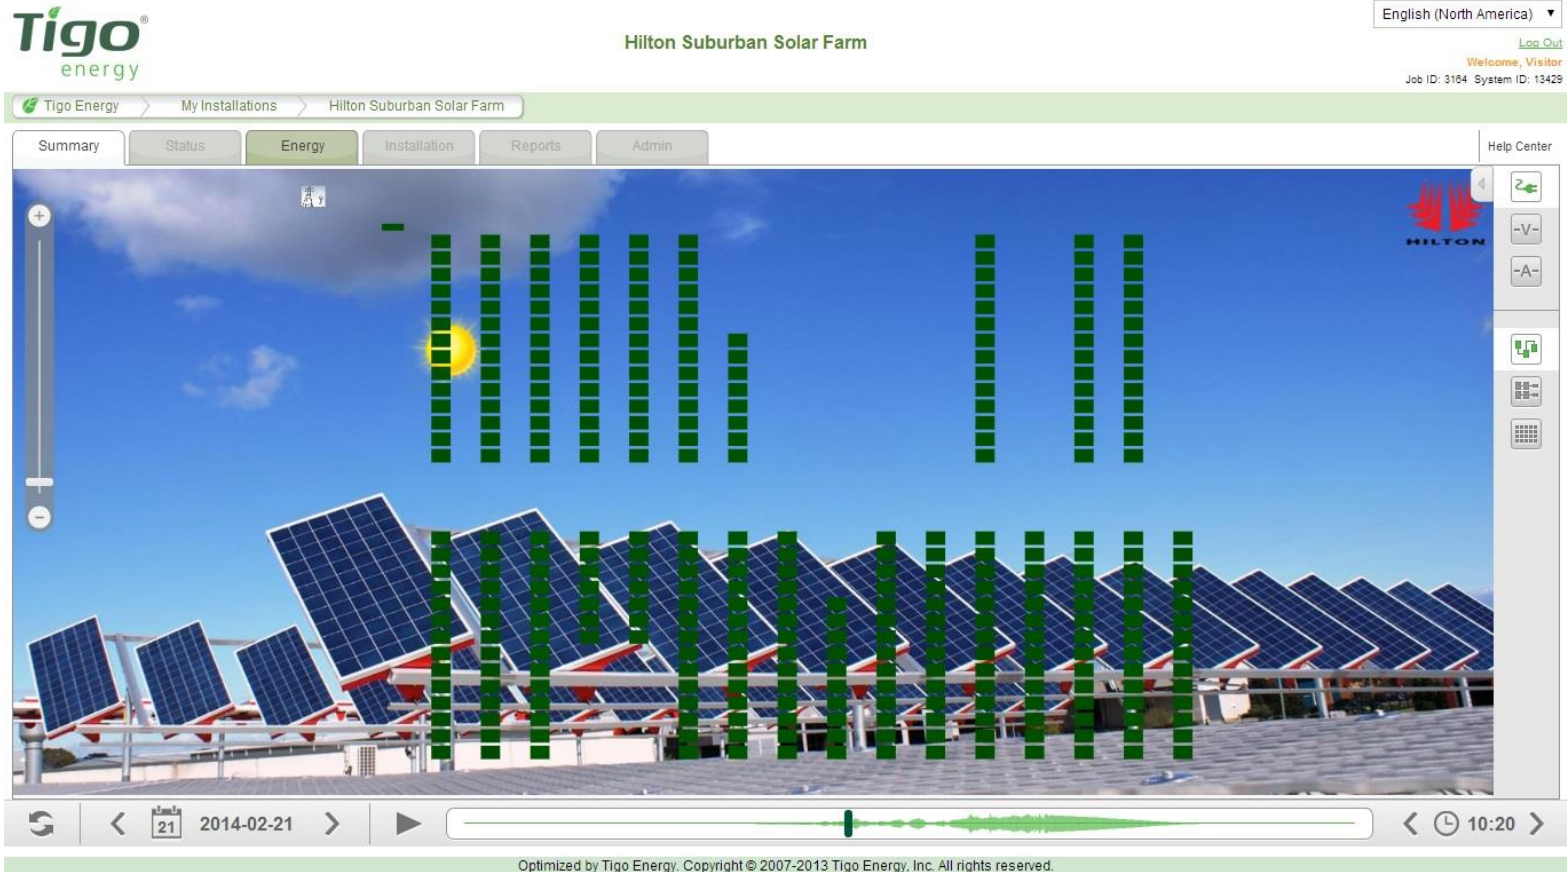 Tigo®
energy
Hilton Suburban Solar Farm
English (North America)
Log Out
Welcome, Visitor
Job ID: 3164 System ID: 13429
Tigo Energy
My Installations
Hilton Suburban Solar Farm
Summary
Status
Energy
Installation
Reports
Admin
Help Center
HILTON
-V-
-A-
21
2014-02-21
10:20
Optimized by Tigo Energy. Copyright © 2007-2013 Tigo Energy, Inc. All rights reserved.